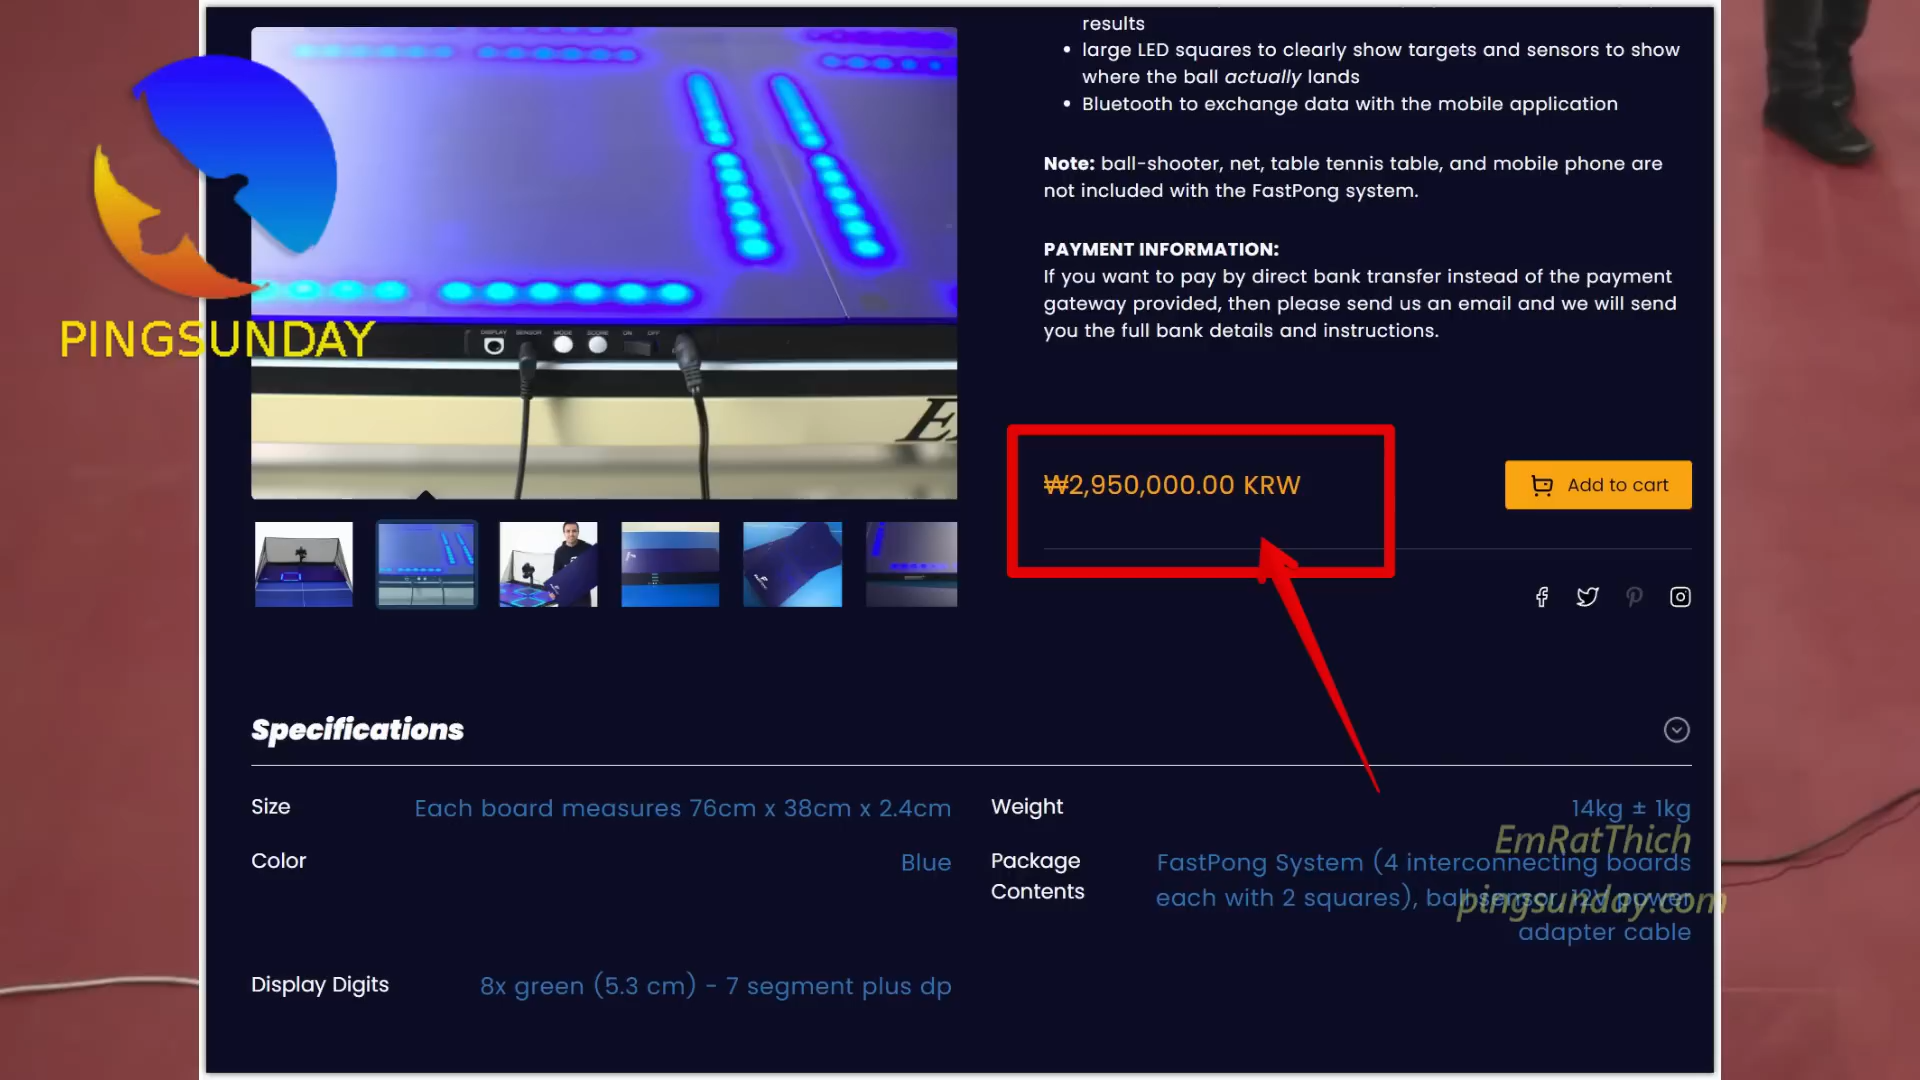 results
• large LED squares to clearly show targets and sensors to show
where the ball actually lands
• Bluetooth to exchange data with the mobile application
Note: ball-shooter, net, table tennis table, and mobile phone are
not included with the FastPong system.
PAYMENT INFORMATION:
If you want to pay by direct bank transfer instead of the payment
gateway provided, then please send us an email and we will send
you the full bank details and instructions.
PINGSUNDAY
DISPLAY SENSOR MODE SCORE ON OFF
₩2,950,000.00 KRW
Add to cart
Specifications
Size
Each board measures 76cm x 38cm x 2.4cm
Weight
14kg ± 1kg
EmRatThich
Color
Blue
Package
Contents
FastPong System (4 interconnecting boards
each with 2 squares), ball sensor, 12V power
adapter cable
pingsunday.com
Display Digits
8x green (5.3 cm) - 7 segment plus dp